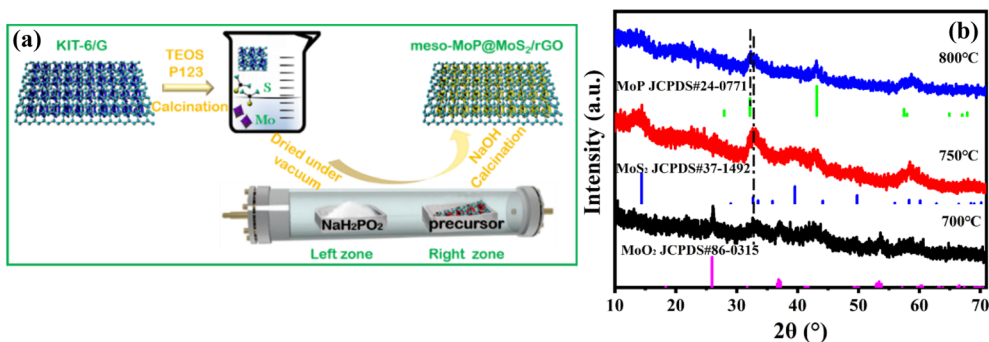 (a)
KIT-6/G
TEOS
P123
Calcination
S
Mo
meso-MoP@MoS₂/rGO
Dried under
vacuum
NaOH
Calcination
NaH₂PO₂
precursor
Left zone
Right zone
(b)
800°C
MoP JCPDS#24-0771
750°C
MoS₂ JCPDS#37-1492
700°C
MoO₂ JCPDS#86-0315
Intensity (a.u.)
10 20 30 40 50 60 70
2θ (°)